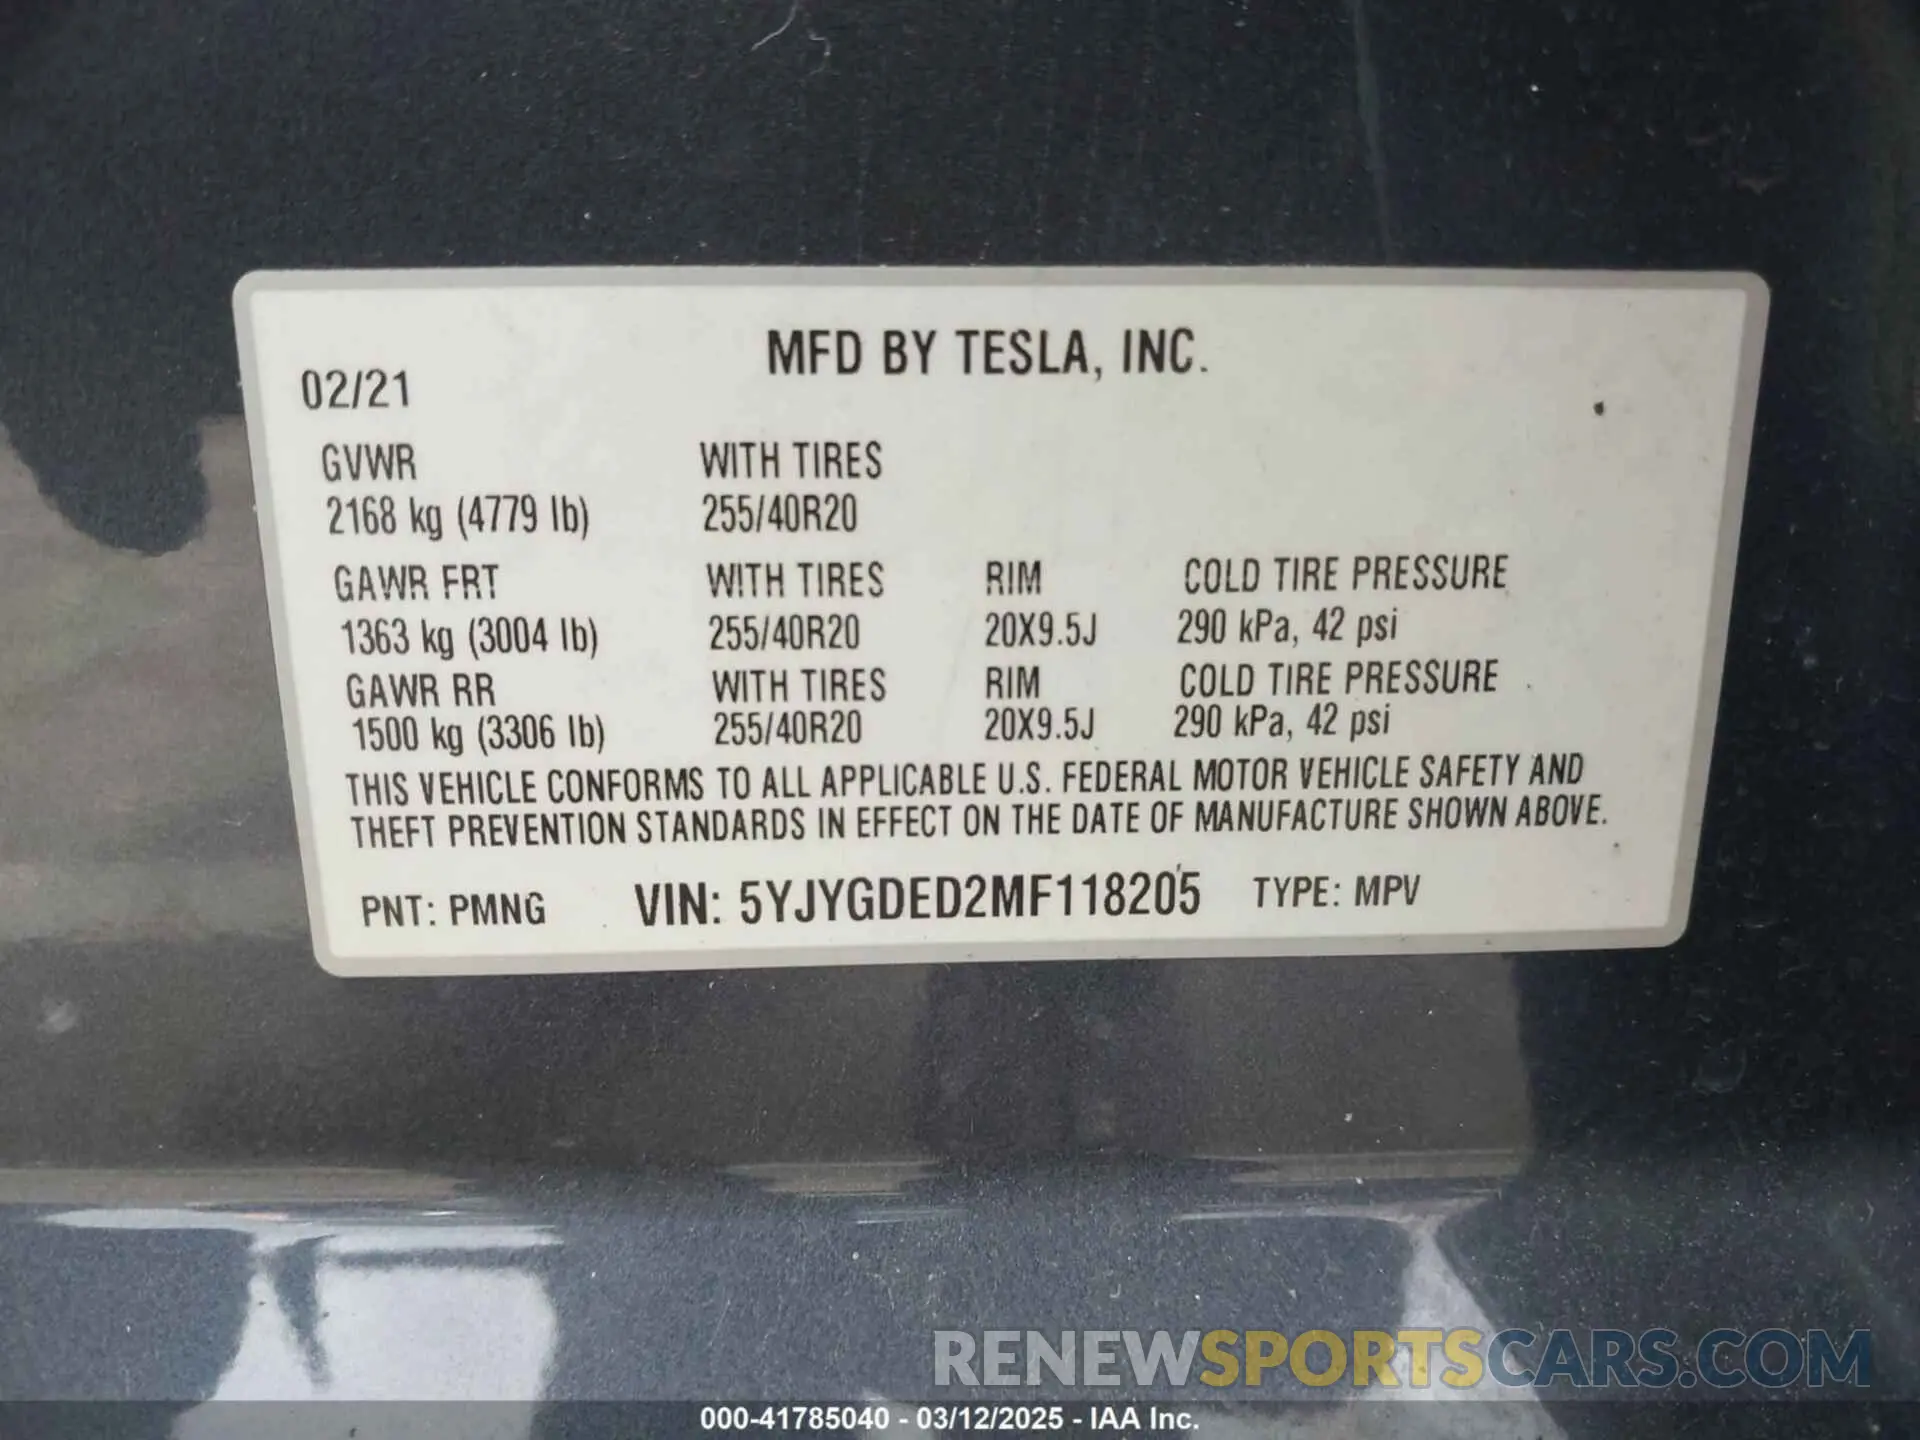 MFD BY TESLA, INC.
02/21
GVWR WITH TIRES
2168 kg (4779 lb) 255/40R20
GAWR FRT WITH TIRES RIM COLD TIRE PRESSURE
1363 kg (3004 lb) 255/40R20 20X9.5J 290 kPa, 42 psi
GAWR RR WITH TIRES RIM COLD TIRE PRESSURE
1500 kg (3306 lb) 255/40R20 20X9.5J 290 kPa, 42 psi
THIS VEHICLE CONFORMS TO ALL APPLICABLE U.S. FEDERAL MOTOR VEHICLE SAFETY AND
THEFT PREVENTION STANDARDS IN EFFECT ON THE DATE OF MANUFACTURE SHOWN ABOVE.
PNT: PMNG VIN: 5YJYGDED2MF118205 TYPE: MPV
RENEWSPORTSCARS.COM
000-41785040 - 03/12/2025 - IAA Inc.